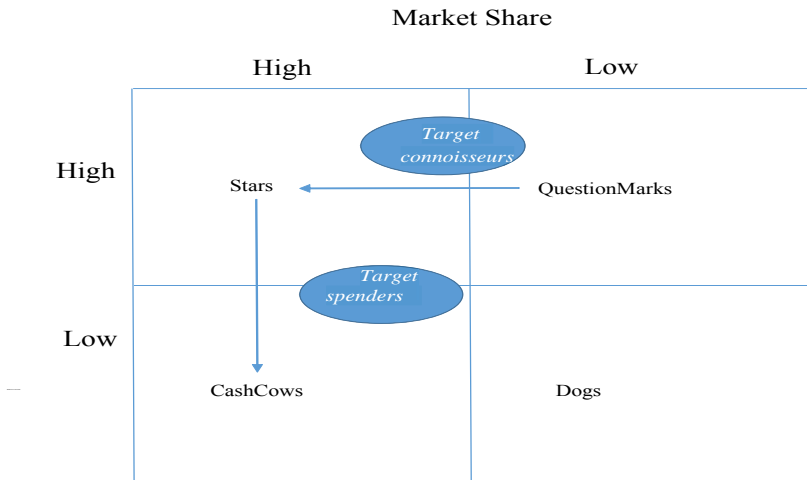 Market Share
High
Low
Target
connoisseurs
High
Stars
QuestionMarks
Target
spenders
Low
CashCows
Dogs